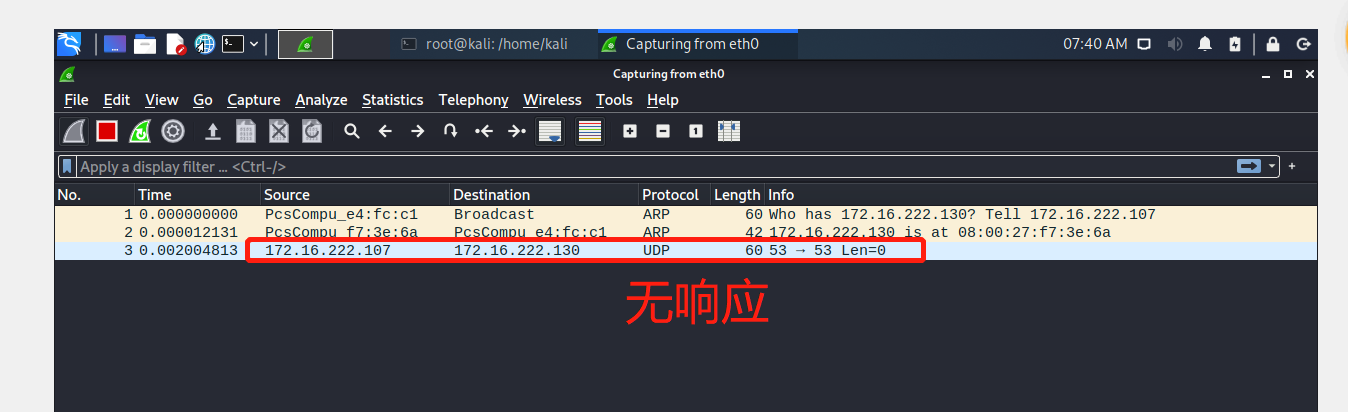 root@kali: /home/kali
Capturing from eth0
07:40 AM
Capturing from eth0
File Edit View Go Capture Analyze Statistics Telephony Wireless Tools Help
Apply a display filter … <Ctrl-/>
No. Time Source Destination Protocol Length Info
1 0.000000000 PcsCompu_e4:fc:c1 Broadcast ARP 60 Who has 172.16.222.130? Tell 172.16.222.107
2 0.000012131 PcsCompu_f7:3e:6a PcsCompu_e4:fc:c1 ARP 42 172.16.222.130 is at 08:00:27:f7:3e:6a
3 0.002004813 172.16.222.107 172.16.222.130 UDP 60 53 → 53 Len=0
无响应